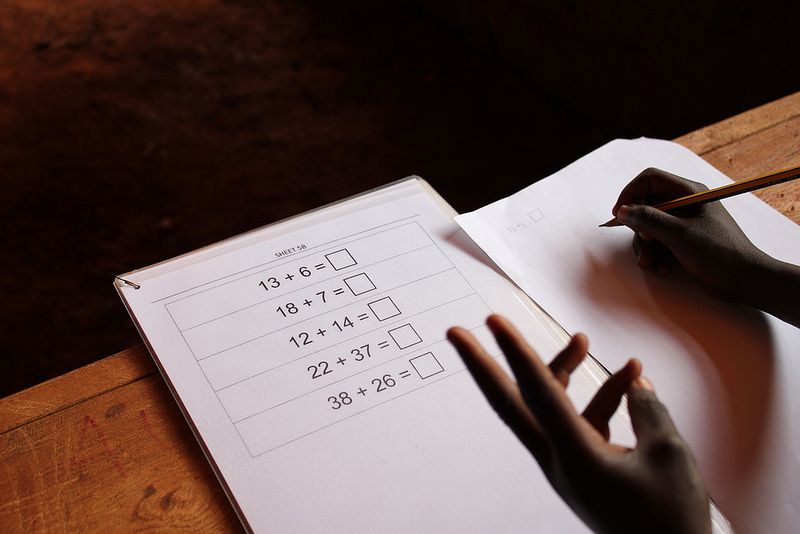 SHEET 5B
13 + 6 = □
18 + 7 = □
12 + 14 = □
22 + 37 = □
38 + 26 = □